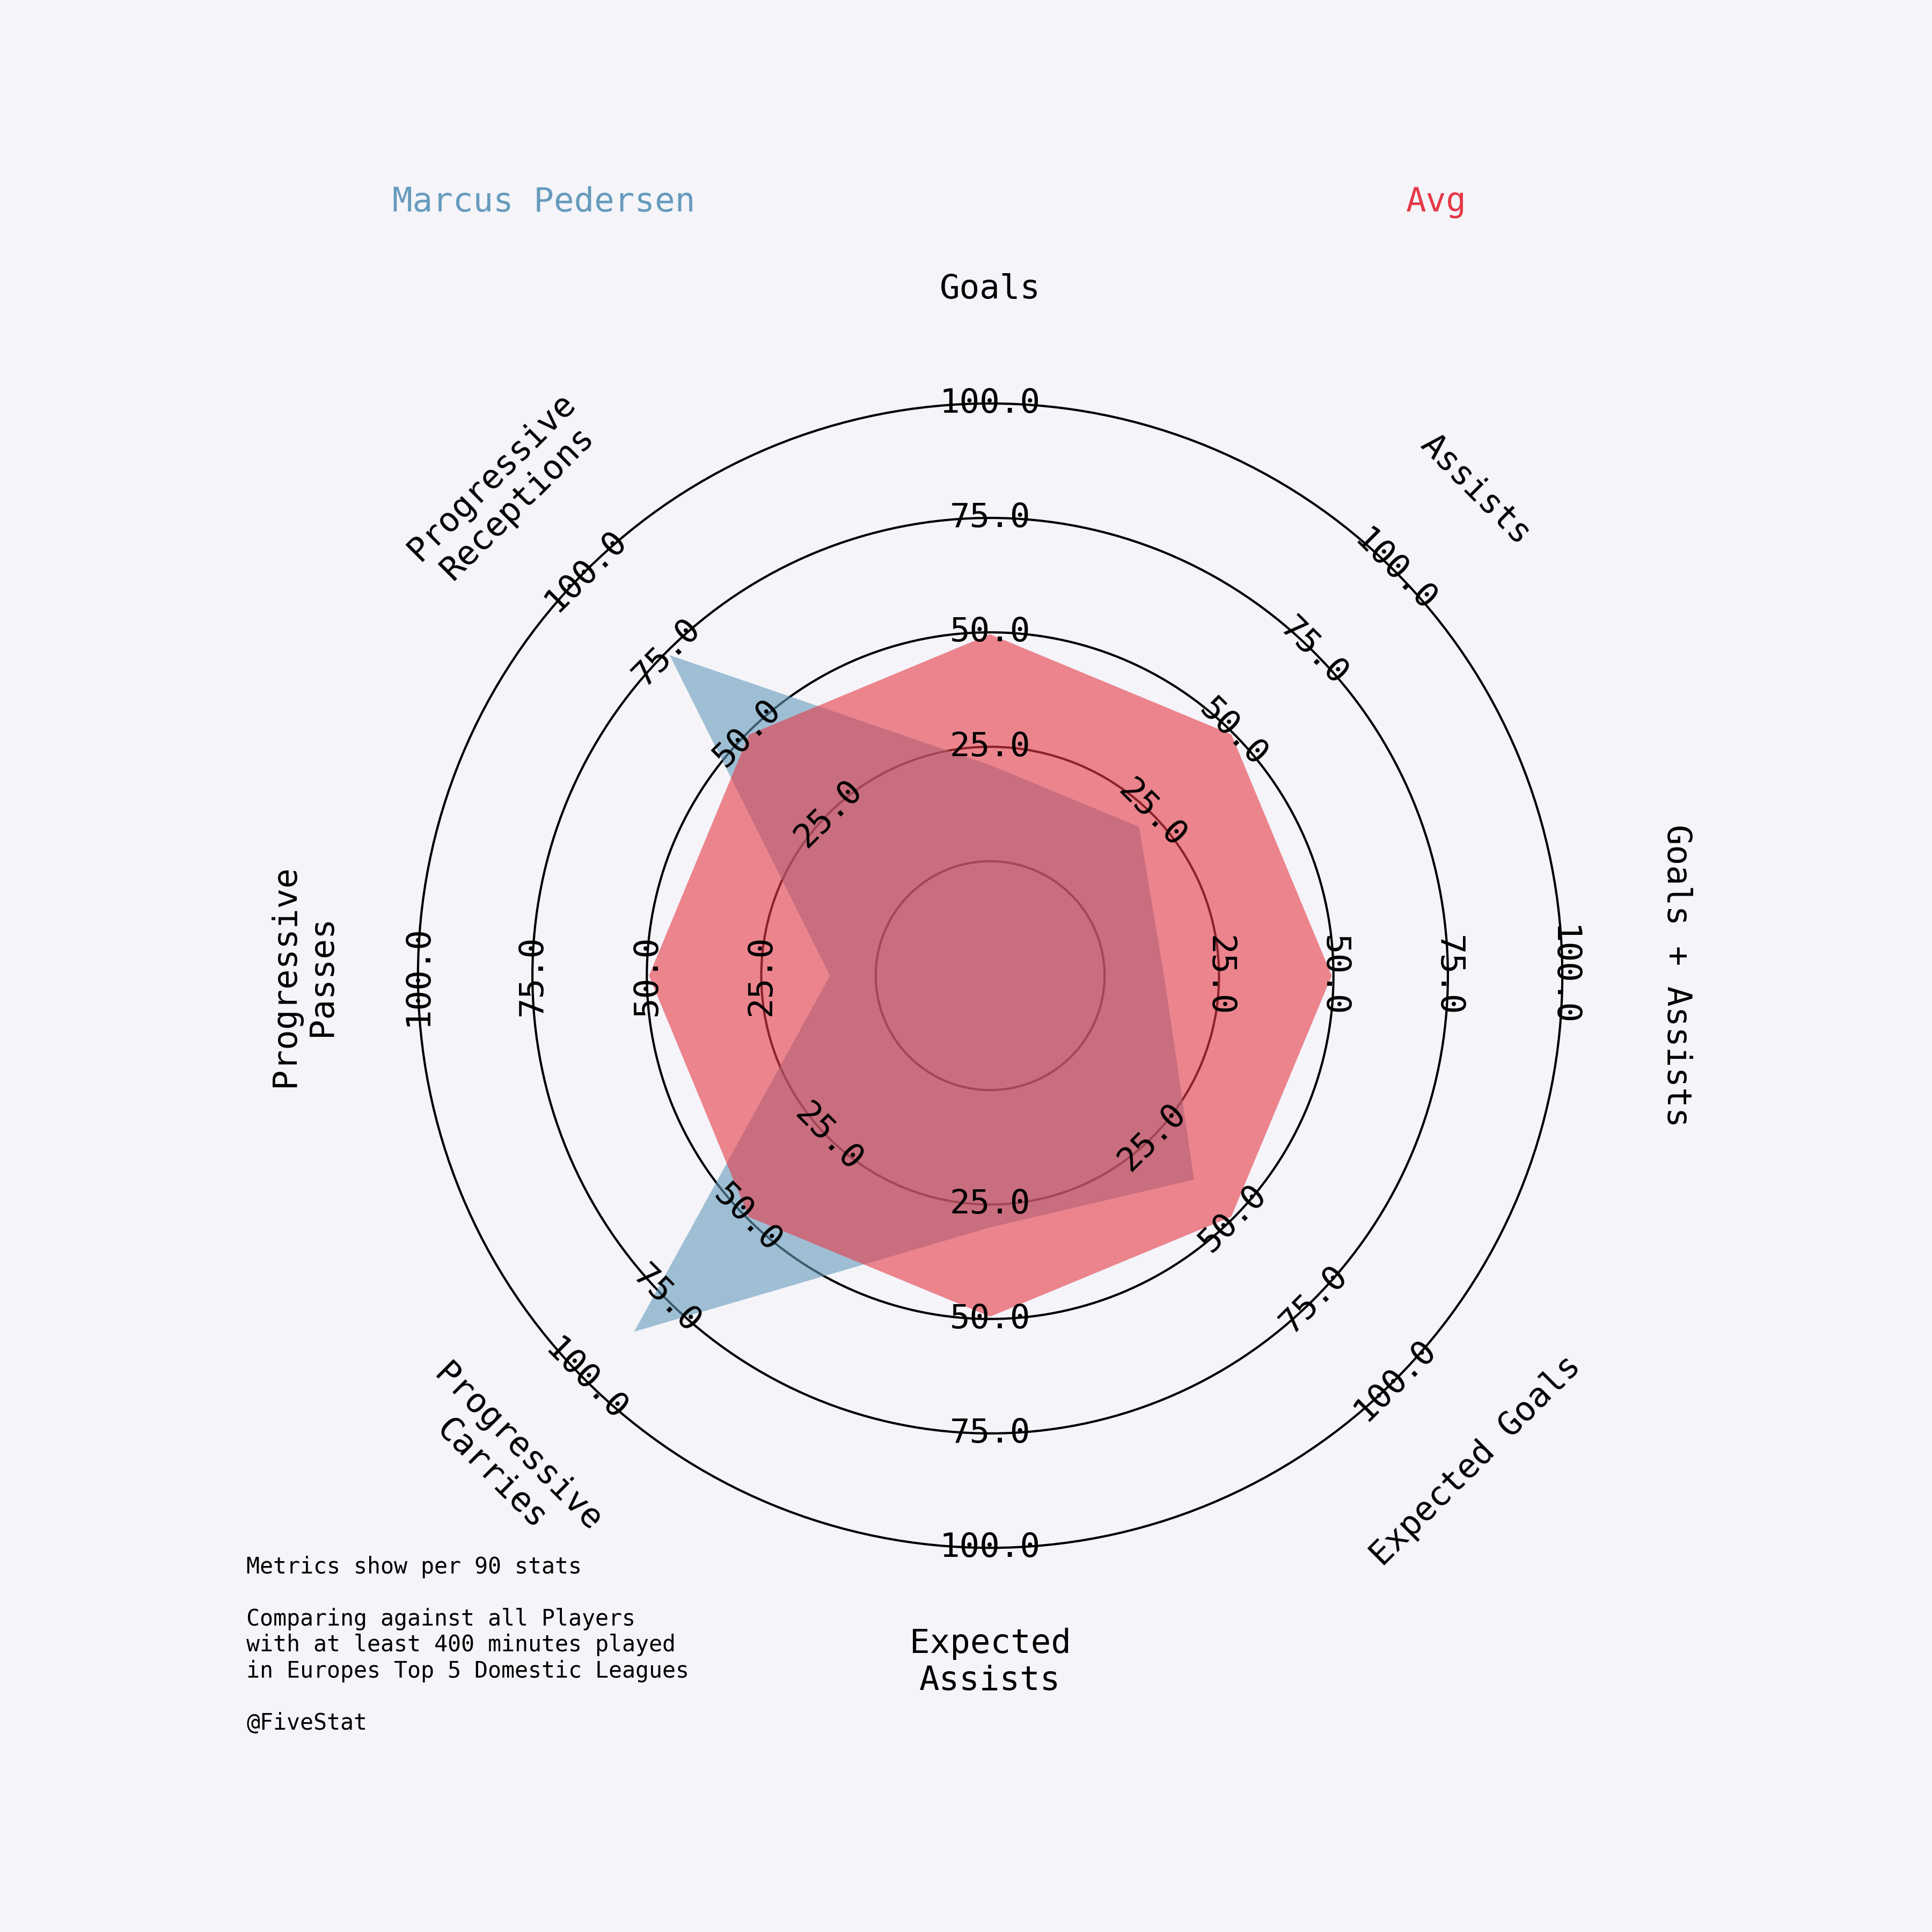 Marcus Pedersen
Avg
Goals
Assists
Goals + Assists
Expected Goals
Expected
Assists
Progressive
Carries
Progressive
Passes
Progressive
Receptions
25.0
50.0
75.0
100.0
25.0
50.0
75.0
100.0
25.0
50.0
75.0
100.0
25.0
50.0
75.0
100.0
25.0
50.0
75.0
100.0
25.0
50.0
75.0
100.0
25.0
50.0
75.0
100.0
25.0
50.0
75.0
100.0
Metrics show per 90 stats
Comparing against all Players
with at least 400 minutes played
in Europes Top 5 Domestic Leagues
@FiveStat